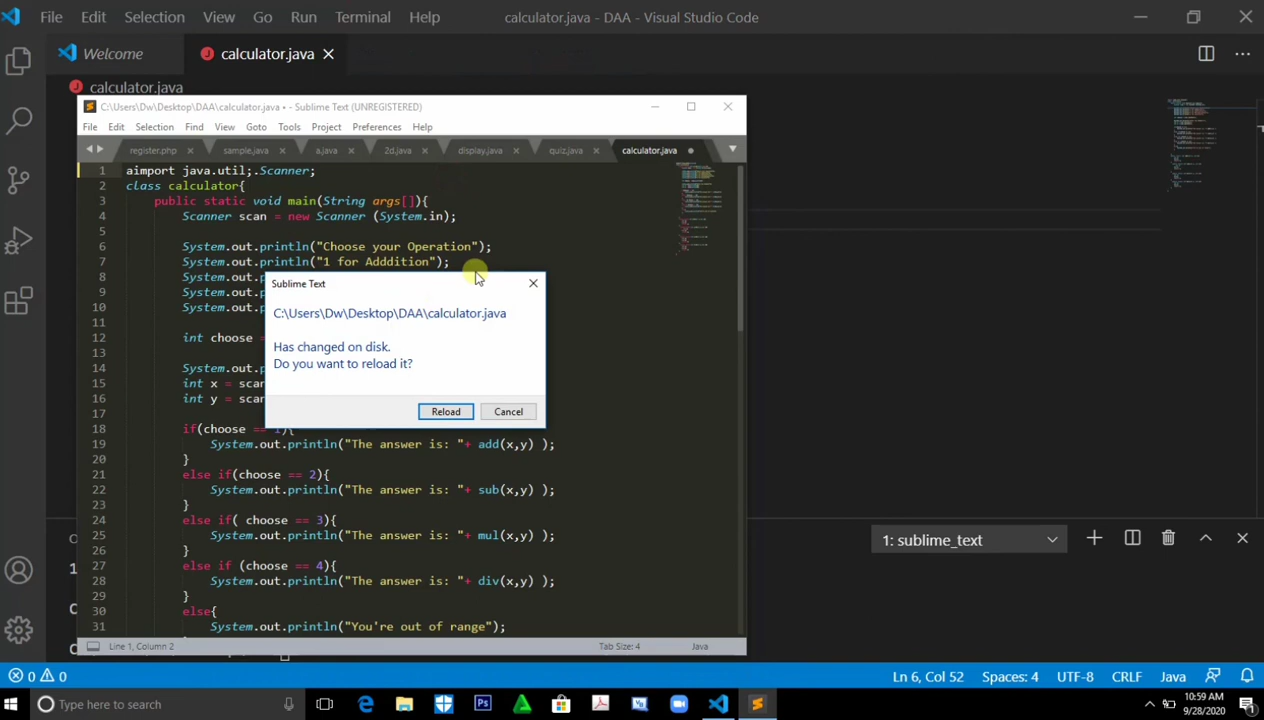 File Edit Selection View Go Run Terminal Help calculator.java - DAA - Visual Studio Code
Welcome calculator.java
calculator.java
C:\Users\Dw\Desktop\DAA\calculator.java • - Sublime Text (UNREGISTERED)
File Edit Selection Find View Goto Tools Project Preferences Help
register.php sample.java a.java 2d.java display.java quiz.java calculator.java
1 aimport java.util;.Scanner;
2 class calculator{
3 public static void main(String args[]){
4 Scanner scan = new Scanner (System.in);
5
6 System.out.println("Choose your Operation");
7 System.out.println("1 for Adddition");
8 System.out.p
9 System.out.p
10 System.out.p
11
12 int choose =
13
14 System.out.p
15 int x = scan
16 int y = scan
17
18 if(choose == 1){
19 System.out.println("The answer is: "+ add(x,y) );
20 }
21 else if(choose == 2){
22 System.out.println("The answer is: "+ sub(x,y) );
23 }
24 else if( choose == 3){
25 System.out.println("The answer is: "+ mul(x,y) );
26 }
27 else if (choose == 4){
28 System.out.println("The answer is: "+ div(x,y) );
29 }
30 else{
31 System.out.println("You're out of range");
Sublime Text
C:\Users\Dw\Desktop\DAA\calculator.java
Has changed on disk.
Do you want to reload it?
Reload Cancel
Line 1, Column 2 Tab Size: 4 Java
1: sublime_text
0 0 Ln 6, Col 52 Spaces: 4 UTF-8 CRLF Java
Type here to search
10:59 AM
9/28/2020